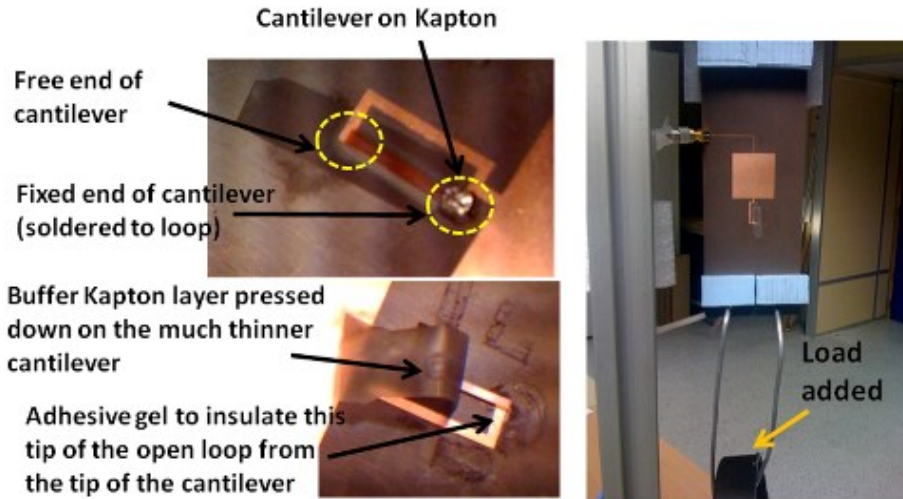 Cantilever on Kapton
Free end of
cantilever
Fixed end of cantilever
(soldered to loop)
Buffer Kapton layer pressed
down on the much thinner
cantilever
Adhesive gel to insulate this
tip of the open loop from
the tip of the cantilever
Load
added